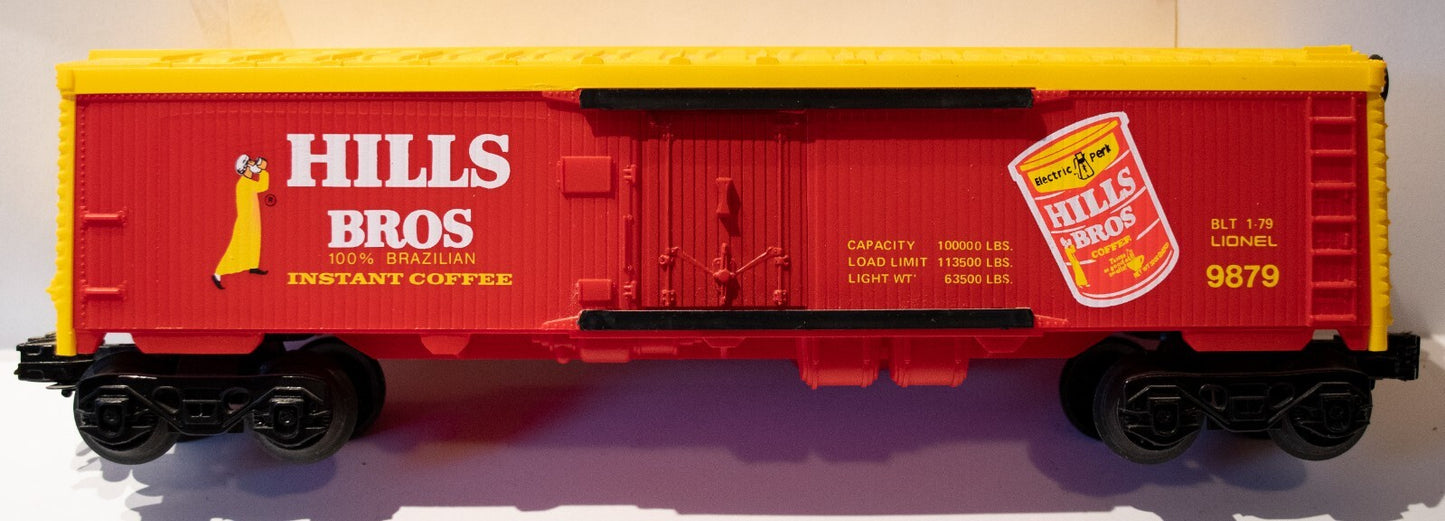 HILLS
BROS
100% BRAZILIAN
INSTANT COFFEE
®
CAPACITY 100000 LBS.
LOAD LIMIT 113500 LBS.
LIGHT WT' 63500 LBS.
Electric Perk
HILLS
BROS
COFFEE
BLT 1-79
LIONEL
9879